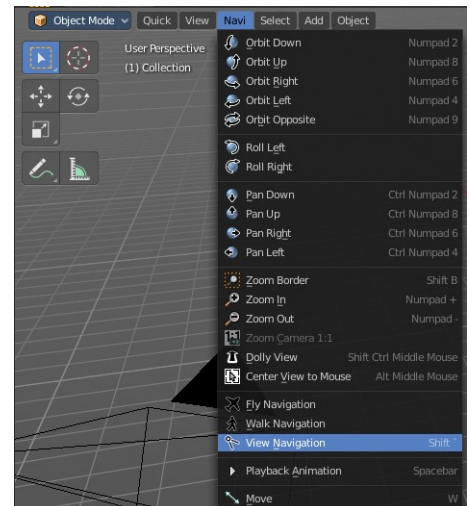 Object Mode Quick View Navi Select Add Object
User Perspective
(1) Collection
Orbit Down Numpad 2
Orbit Up Numpad 8
Orbit Right Numpad 6
Orbit Left Numpad 4
Orbit Opposite Numpad 9
Roll Left
Roll Right
Pan Down Ctrl Numpad 2
Pan Up Ctrl Numpad 8
Pan Right Ctrl Numpad 6
Pan Left Ctrl Numpad 4
Zoom Border Shift B
Zoom In Numpad +
Zoom Out Numpad -
Zoom Camera 1:1
Dolly View Shift Ctrl Middle Mouse
Center View to Mouse Alt Middle Mouse
Fly Navigation
Walk Navigation
View Navigation Shift `
Playback Animation Spacebar
Move W